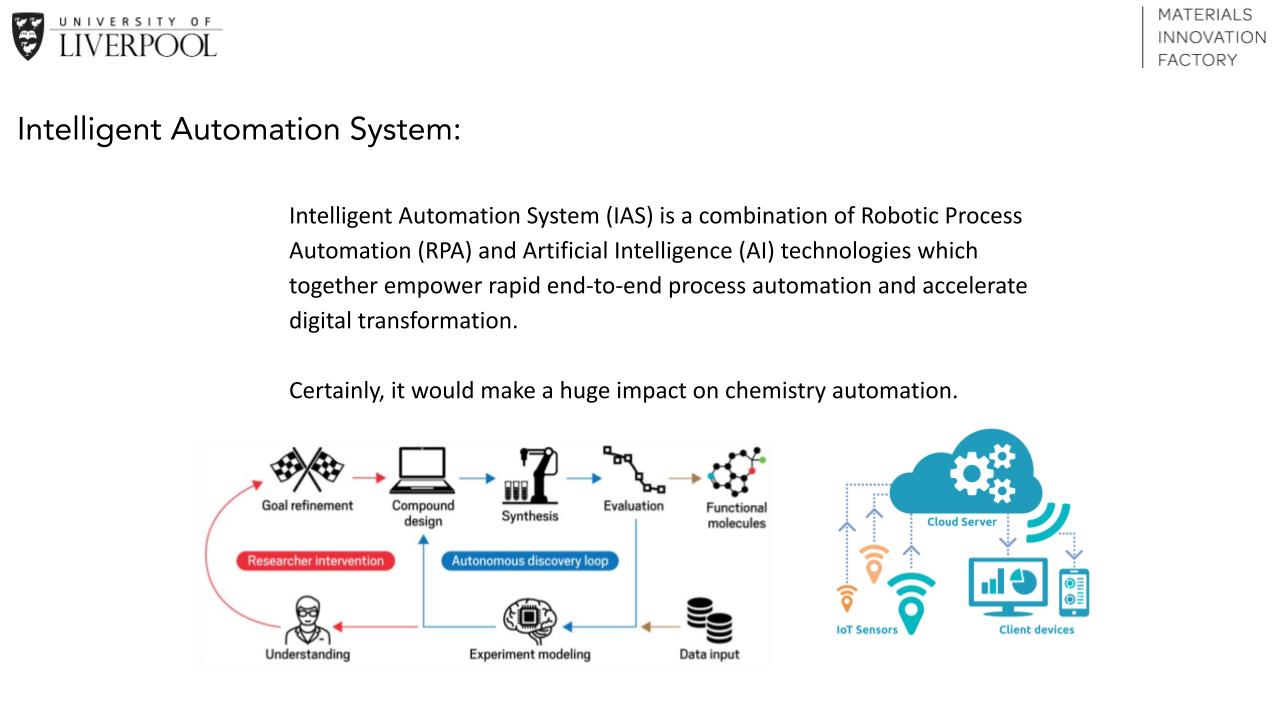 UNIVERSITY OF
LIVERPOOL
MATERIALS
INNOVATION
FACTORY
Intelligent Automation System:
Intelligent Automation System (IAS) is a combination of Robotic Process
Automation (RPA) and Artificial Intelligence (AI) technologies which
together empower rapid end-to-end process automation and accelerate
digital transformation.
Certainly, it would make a huge impact on chemistry automation.
Goal refinement
Compound
design
Synthesis
Evaluation
Functional
molecules
Researcher intervention
Autonomous discovery loop
Understanding
Experiment modeling
Data input
Cloud Server
IoT Sensors
Client devices